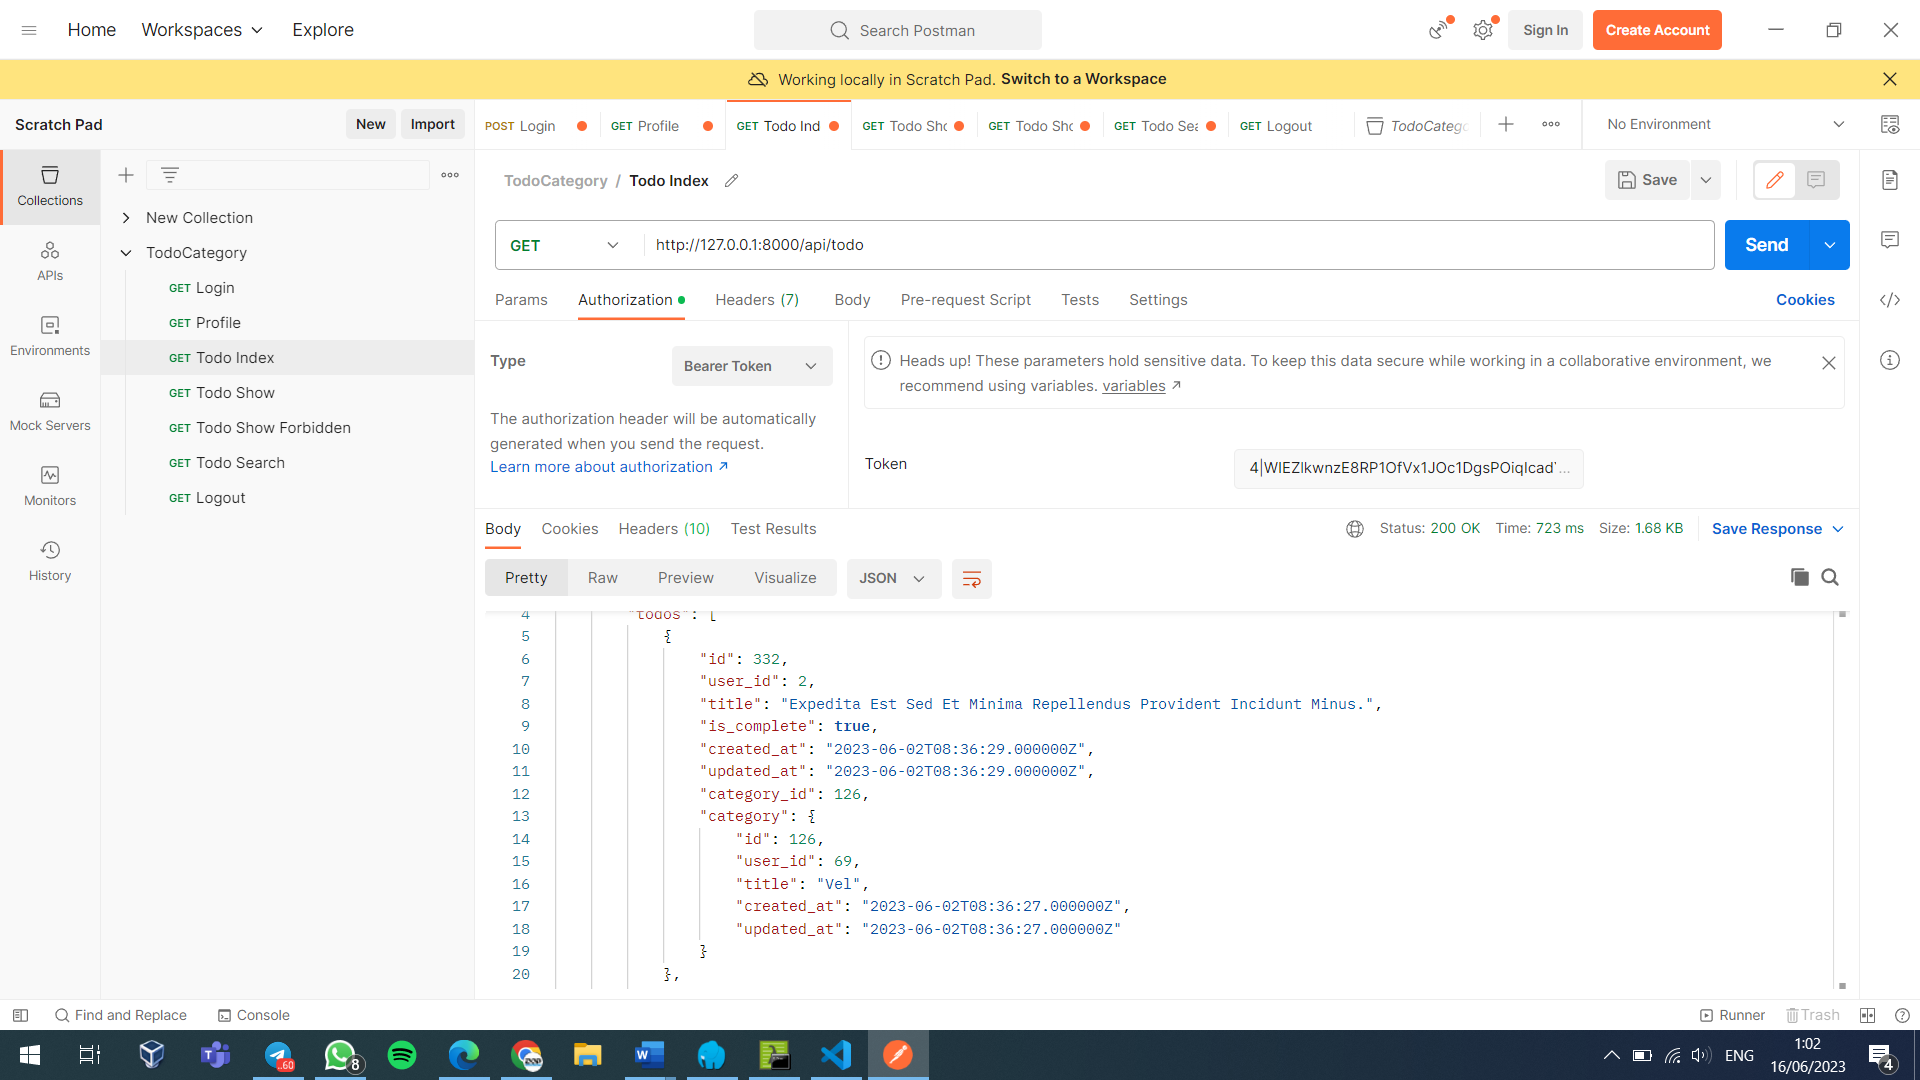 Home Workspaces Explore
Search Postman
Sign In Create Account
Working locally in Scratch Pad. Switch to a Workspace
Scratch Pad New Import
POST Login GET Profile GET Todo Ind GET Todo Shc GET Todo Shc GET Todo Sea GET Logout TodoCateg
No Environment
Collections
APIs
Environments
Mock Servers
Monitors
History
New Collection
TodoCategory
GET Login
GET Profile
GET Todo Index
GET Todo Show
GET Todo Show Forbidden
GET Todo Search
GET Logout
TodoCategory / Todo Index
Save
GET http://127.0.0.1:8000/api/todo
Send
Params Authorization Headers (7) Body Pre-request Script Tests Settings
Cookies
Type Bearer Token
The authorization header will be automatically
generated when you send the request.
Learn more about authorization ↗
Heads up! These parameters hold sensitive data. To keep this data secure while working in a collaborative environment, we
recommend using variables. variables ↗
Token 4|WIEZlkwnzE8RP1OfVx1JOc1DgsPOiqIcad...
Body Cookies Headers (10) Test Results
Status: 200 OK Time: 723 ms Size: 1.68 KB Save Response
Pretty Raw Preview Visualize JSON
4 "todos": [
5 {
6 "id": 332,
7 "user_id": 2,
8 "title": "Expedita Est Sed Et Minima Repellendus Provident Incidunt Minus.",
9 "is_complete": true,
10 "created_at": "2023-06-02T08:36:29.000000Z",
11 "updated_at": "2023-06-02T08:36:29.000000Z",
12 "category_id": 126,
13 "category": {
14 "id": 126,
15 "user_id": 69,
16 "title": "Vel",
17 "created_at": "2023-06-02T08:36:27.000000Z",
18 "updated_at": "2023-06-02T08:36:27.000000Z"
19 }
20 },
Find and Replace Console
Runner Trash
60 8
ENG
1:02
16/06/2023
4